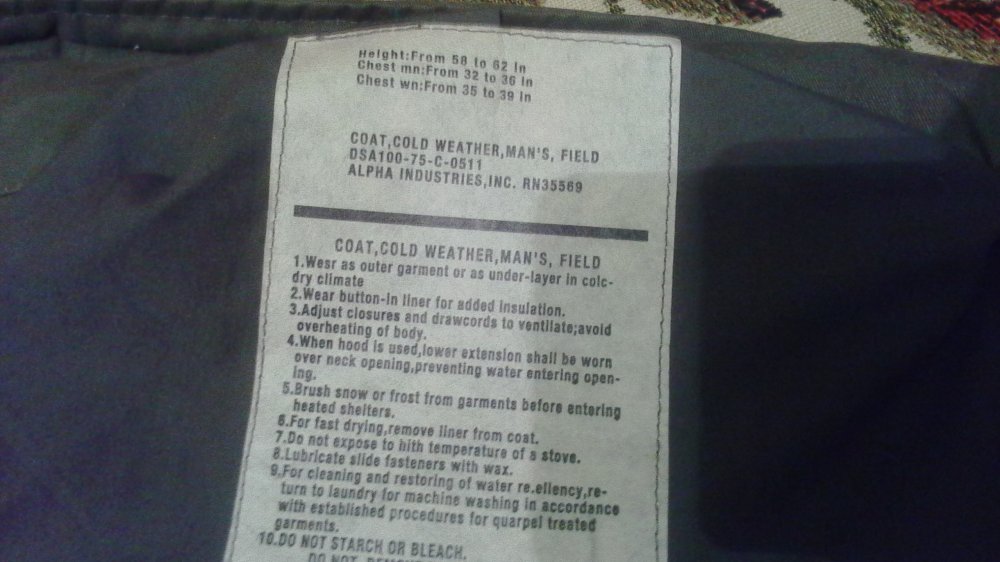 Height:From 58 to 62 In
Chest mn:From 32 to 36 In
Chest wn:From 35 to 39 In
COAT,COLD WEATHER,MAN'S, FIELD
DSA100-75-C-0511
ALPHA INDUSTRIES,INC. RN35569
COAT,COLD WEATHER,MAN'S, FIELD
1.Wesr as outer garment or as under-layer in colc-
dry climate
2.Wear button-in liner for added insulation.
3.Adjust closures and drawcords to ventilate;avoid
overheating of body.
4.When hood is used,lower extension shall be worn
over neck opening,preventing water entering open-
ing.
5.Brush snow or frost from garments before entering
heated shelters.
6.For fast drying,remove liner from coat.
7.Do not expose to hith temperature of a stove.
8.Lubricate slide fasteners with wax.
9.For cleaning and restoring of water re.ellency,re-
turn to laundry for machine washing in accordance
with established procedures for quarpel treated
garments.
10.DO NOT STARCH OR BLEACH.
DO NOT